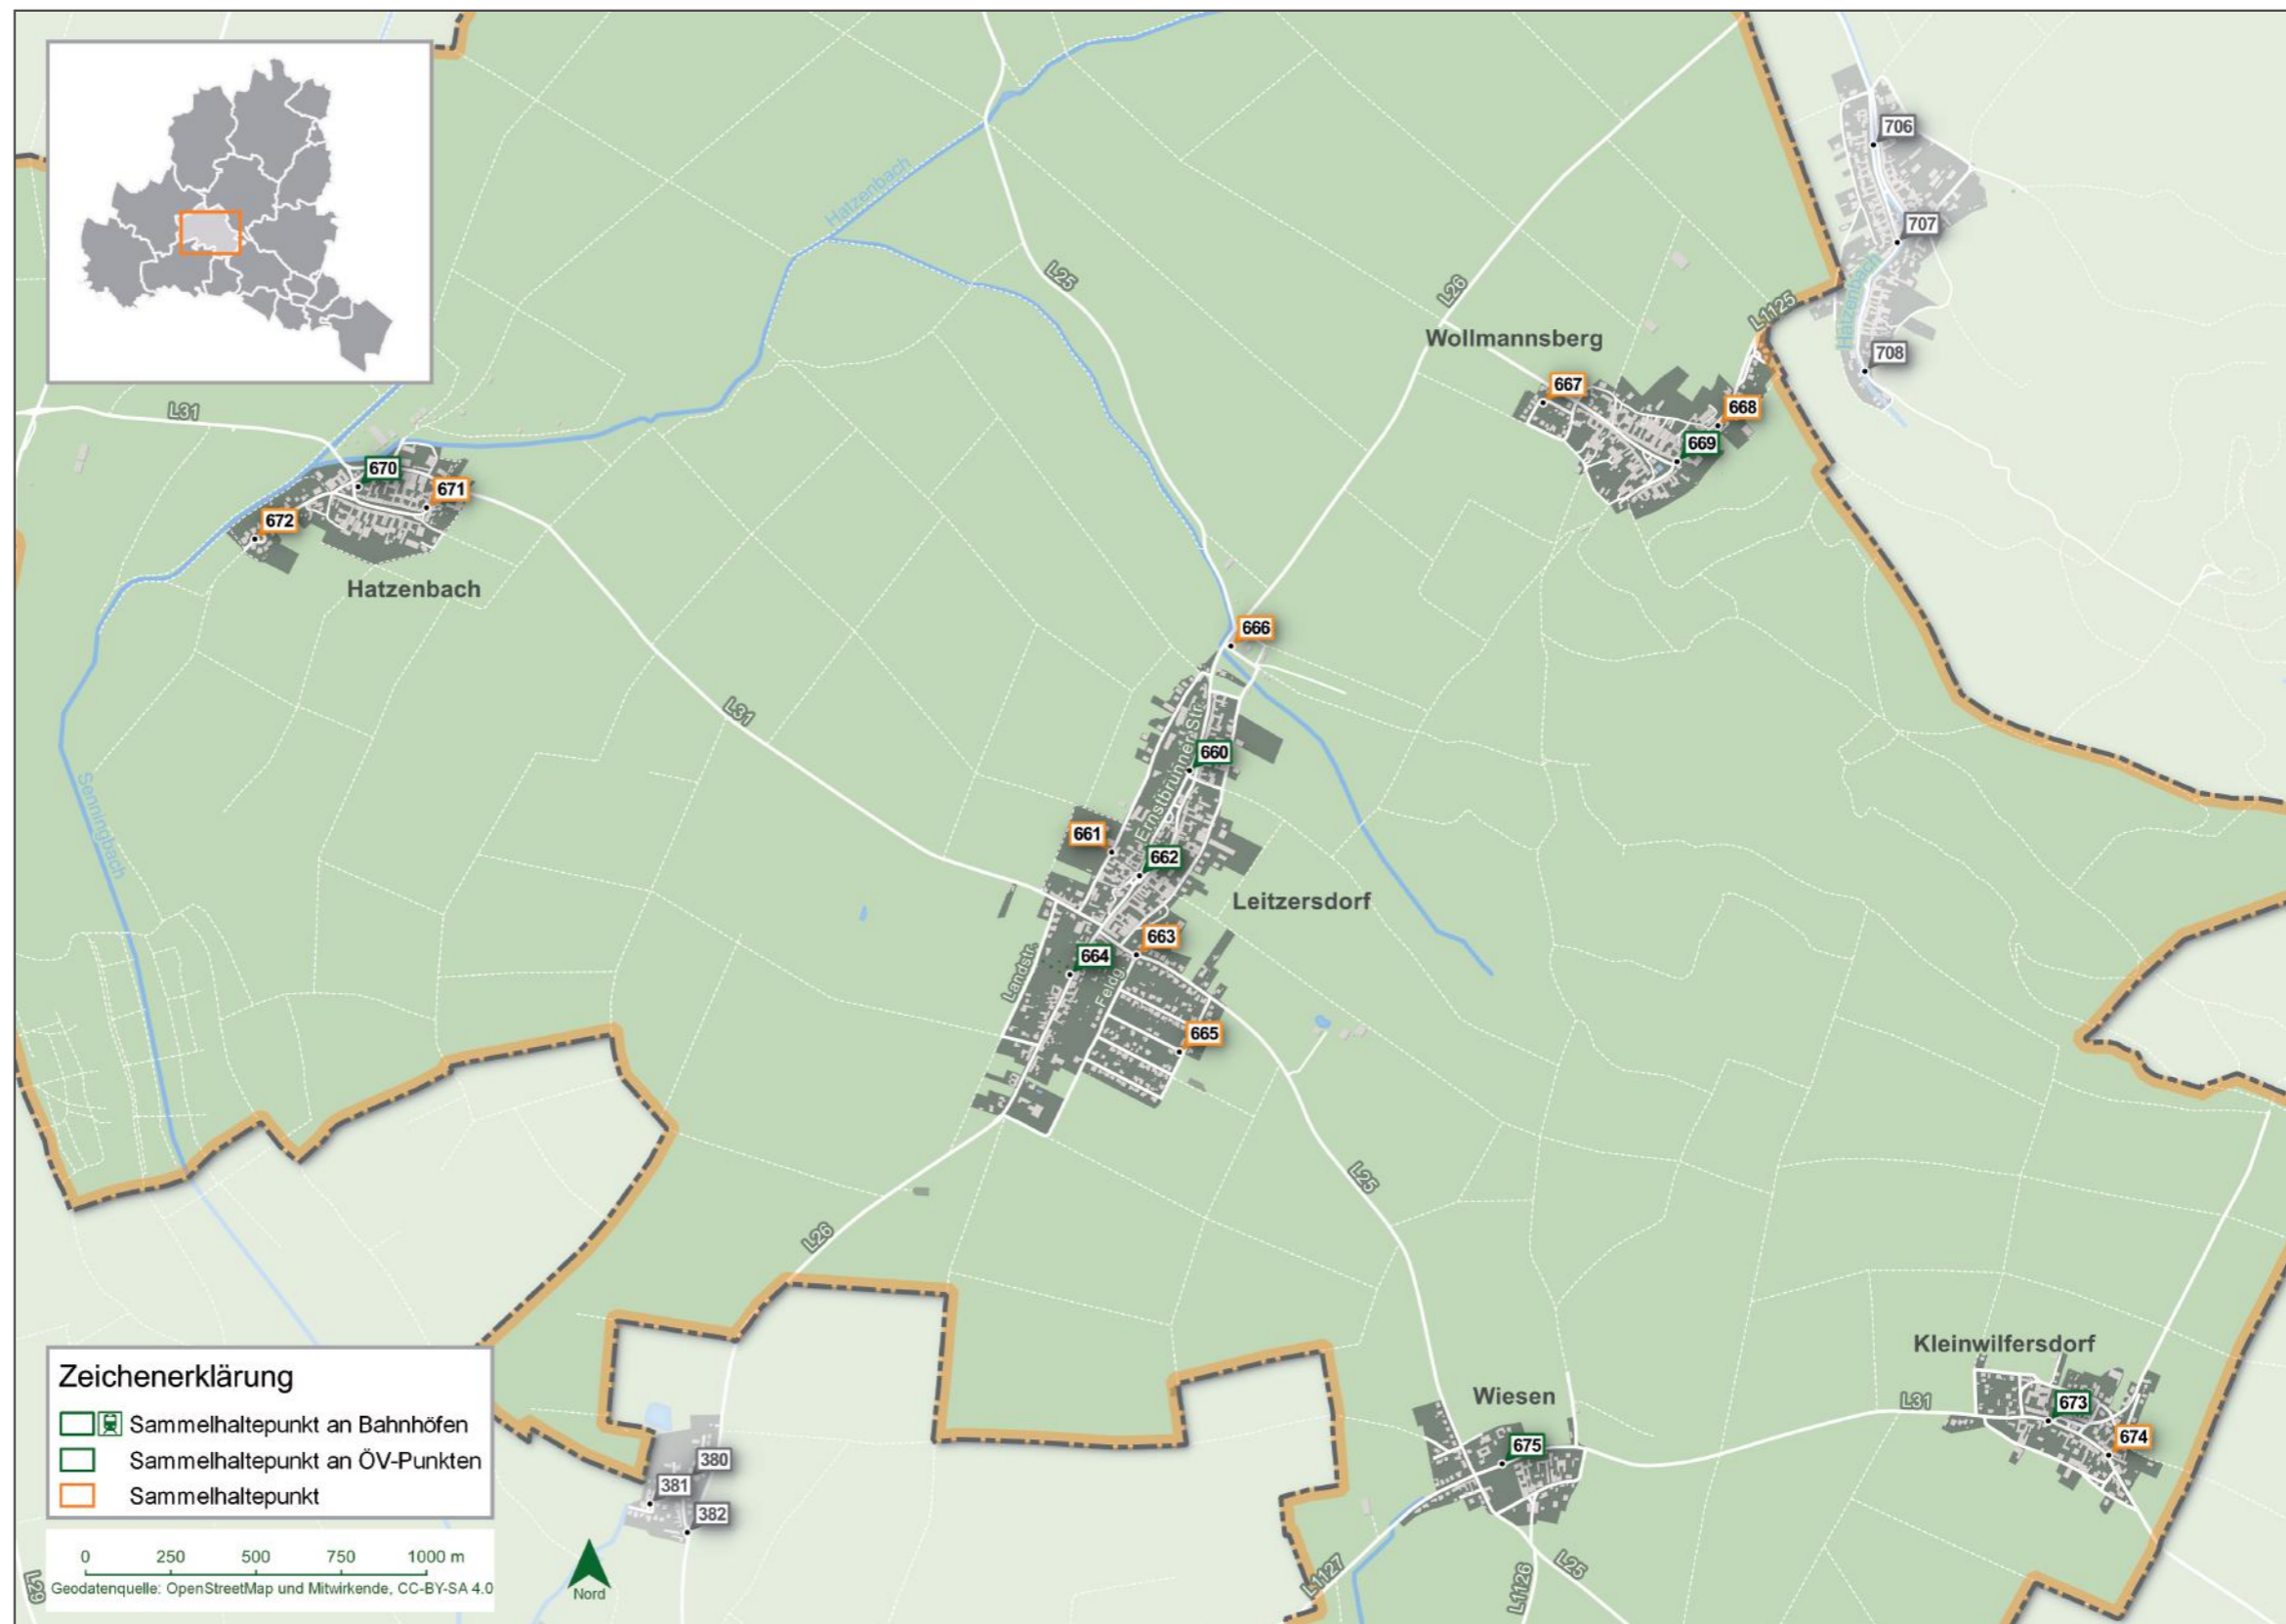 706
707
Hatzenbach
Hatzenbach
L25
L26
L1125
Wollmannsberg
708
667
668
669
L31
670
671
672
Hatzenbach
666
L31
Ernstbrunner Str.
660
661
662
Leitzersdorf
Senningbach
663
664
Landstr.
Feldg.
665
L25
L26
Kleinwilfersdorf
Wiesen
L31
673
674
675
380
381
382
L1127
L1126
L25
L29
Zeichenerklärung
Sammelhaltepunkt an Bahnhöfen
Sammelhaltepunkt an ÖV-Punkten
Sammelhaltepunkt
0 250 500 750 1000 m
Geodatenquelle: OpenStreetMap und Mitwirkende, CC-BY-SA 4.0
Nord